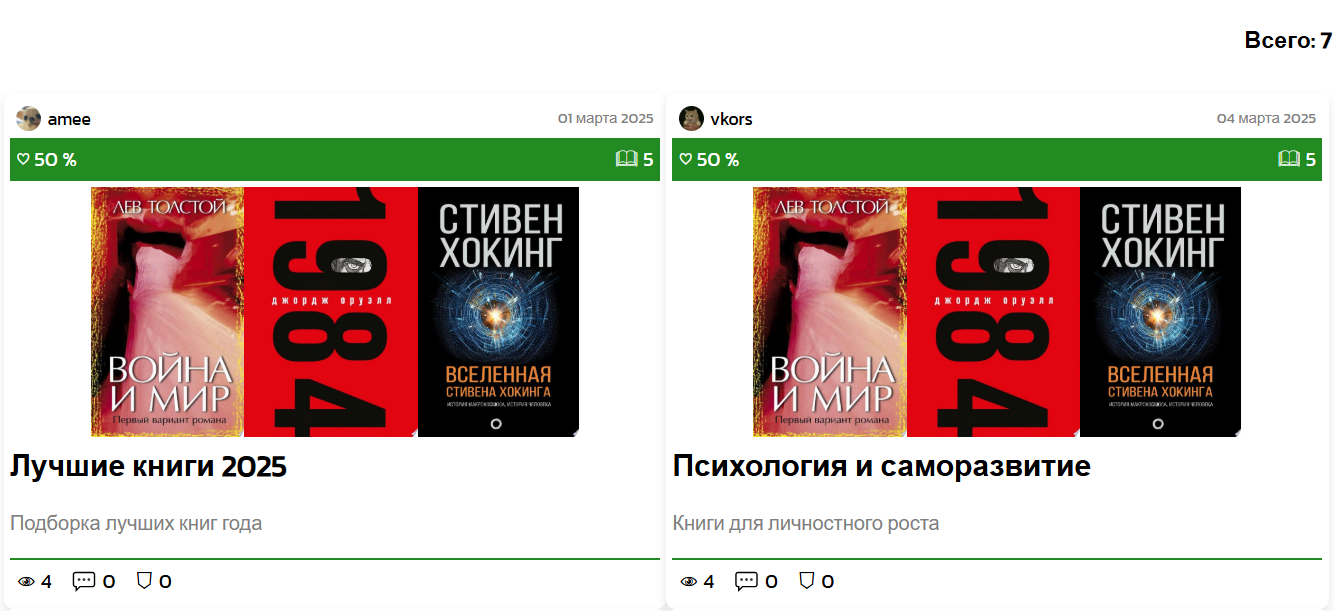 Всего: 7
amee
01 марта 2025
50 %
5
ЛЕВ ТОЛСТОЙ
ВОЙНА
И МИР
Первый вариант романа
1984
джордж оруэлл
СТИВЕН
ХОКИНГ
ВСЕЛЕННАЯ
СТИВЕНА ХОКИНГА
Лучшие книги 2025
Подборка лучших книг года
4
0
0
vkors
04 марта 2025
50 %
5
ЛЕВ ТОЛСТОЙ
ВОЙНА
И МИР
Первый вариант романа
1984
джордж оруэлл
СТИВЕН
ХОКИНГ
ВСЕЛЕННАЯ
СТИВЕНА ХОКИНГА
Психология и саморазвитие
Книги для личностного роста
4
0
0